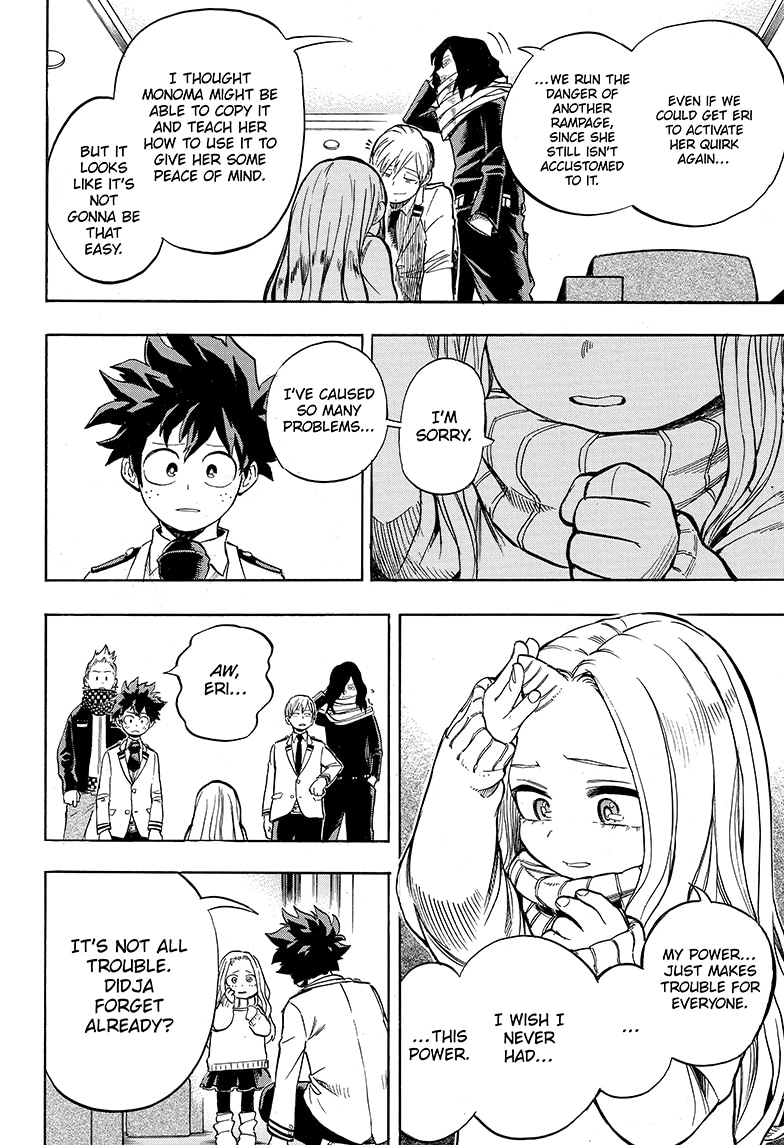 EVEN IF WE
COULD GET ERI
TO ACTIVATE
HER QUIRK
AGAIN...
...WE RUN THE
DANGER OF
ANOTHER
RAMPAGE,
SINCE SHE
STILL ISN'T
ACCUSTOMED
TO IT.
I THOUGHT
MONOMA MIGHT BE
ABLE TO COPY IT
AND TEACH HER
HOW TO USE IT TO
GIVE HER SOME
PEACE OF MIND.
BUT IT
LOOKS
LIKE IT'S
NOT
GONNA BE
THAT
EASY.
I'M
SORRY.
I'VE CAUSED
SO MANY
PROBLEMS...
MY POWER...
JUST MAKES
TROUBLE FOR
EVERYONE.
...
I WISH I
NEVER
HAD...
...THIS
POWER.
AW,
ERI...
IT'S NOT ALL
TROUBLE.
DIDJA
FORGET
ALREADY?